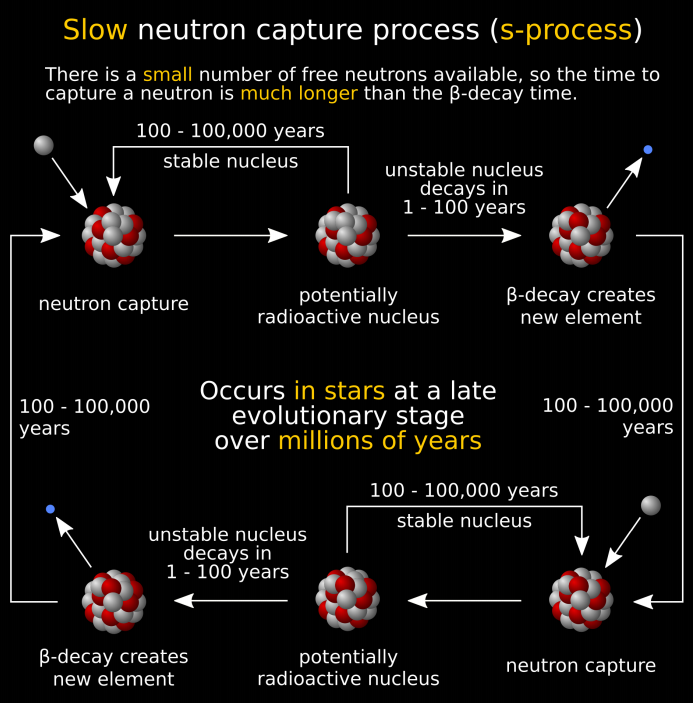 Slow neutron capture process (s-process)
There is a small number of free neutrons available, so the time to
capture a neutron is much longer than the β-decay time.
100 - 100,000 years
stable nucleus
unstable nucleus
decays in
1 - 100 years
neutron capture
potentially
radioactive nucleus
β-decay creates
new element
100 - 100,000
years
Occurs in stars at a late
evolutionary stage
over millions of years
100 - 100,000
years
100 - 100,000 years
stable nucleus
unstable nucleus
decays in
1 - 100 years
β-decay creates
new element
potentially
radioactive nucleus
neutron capture